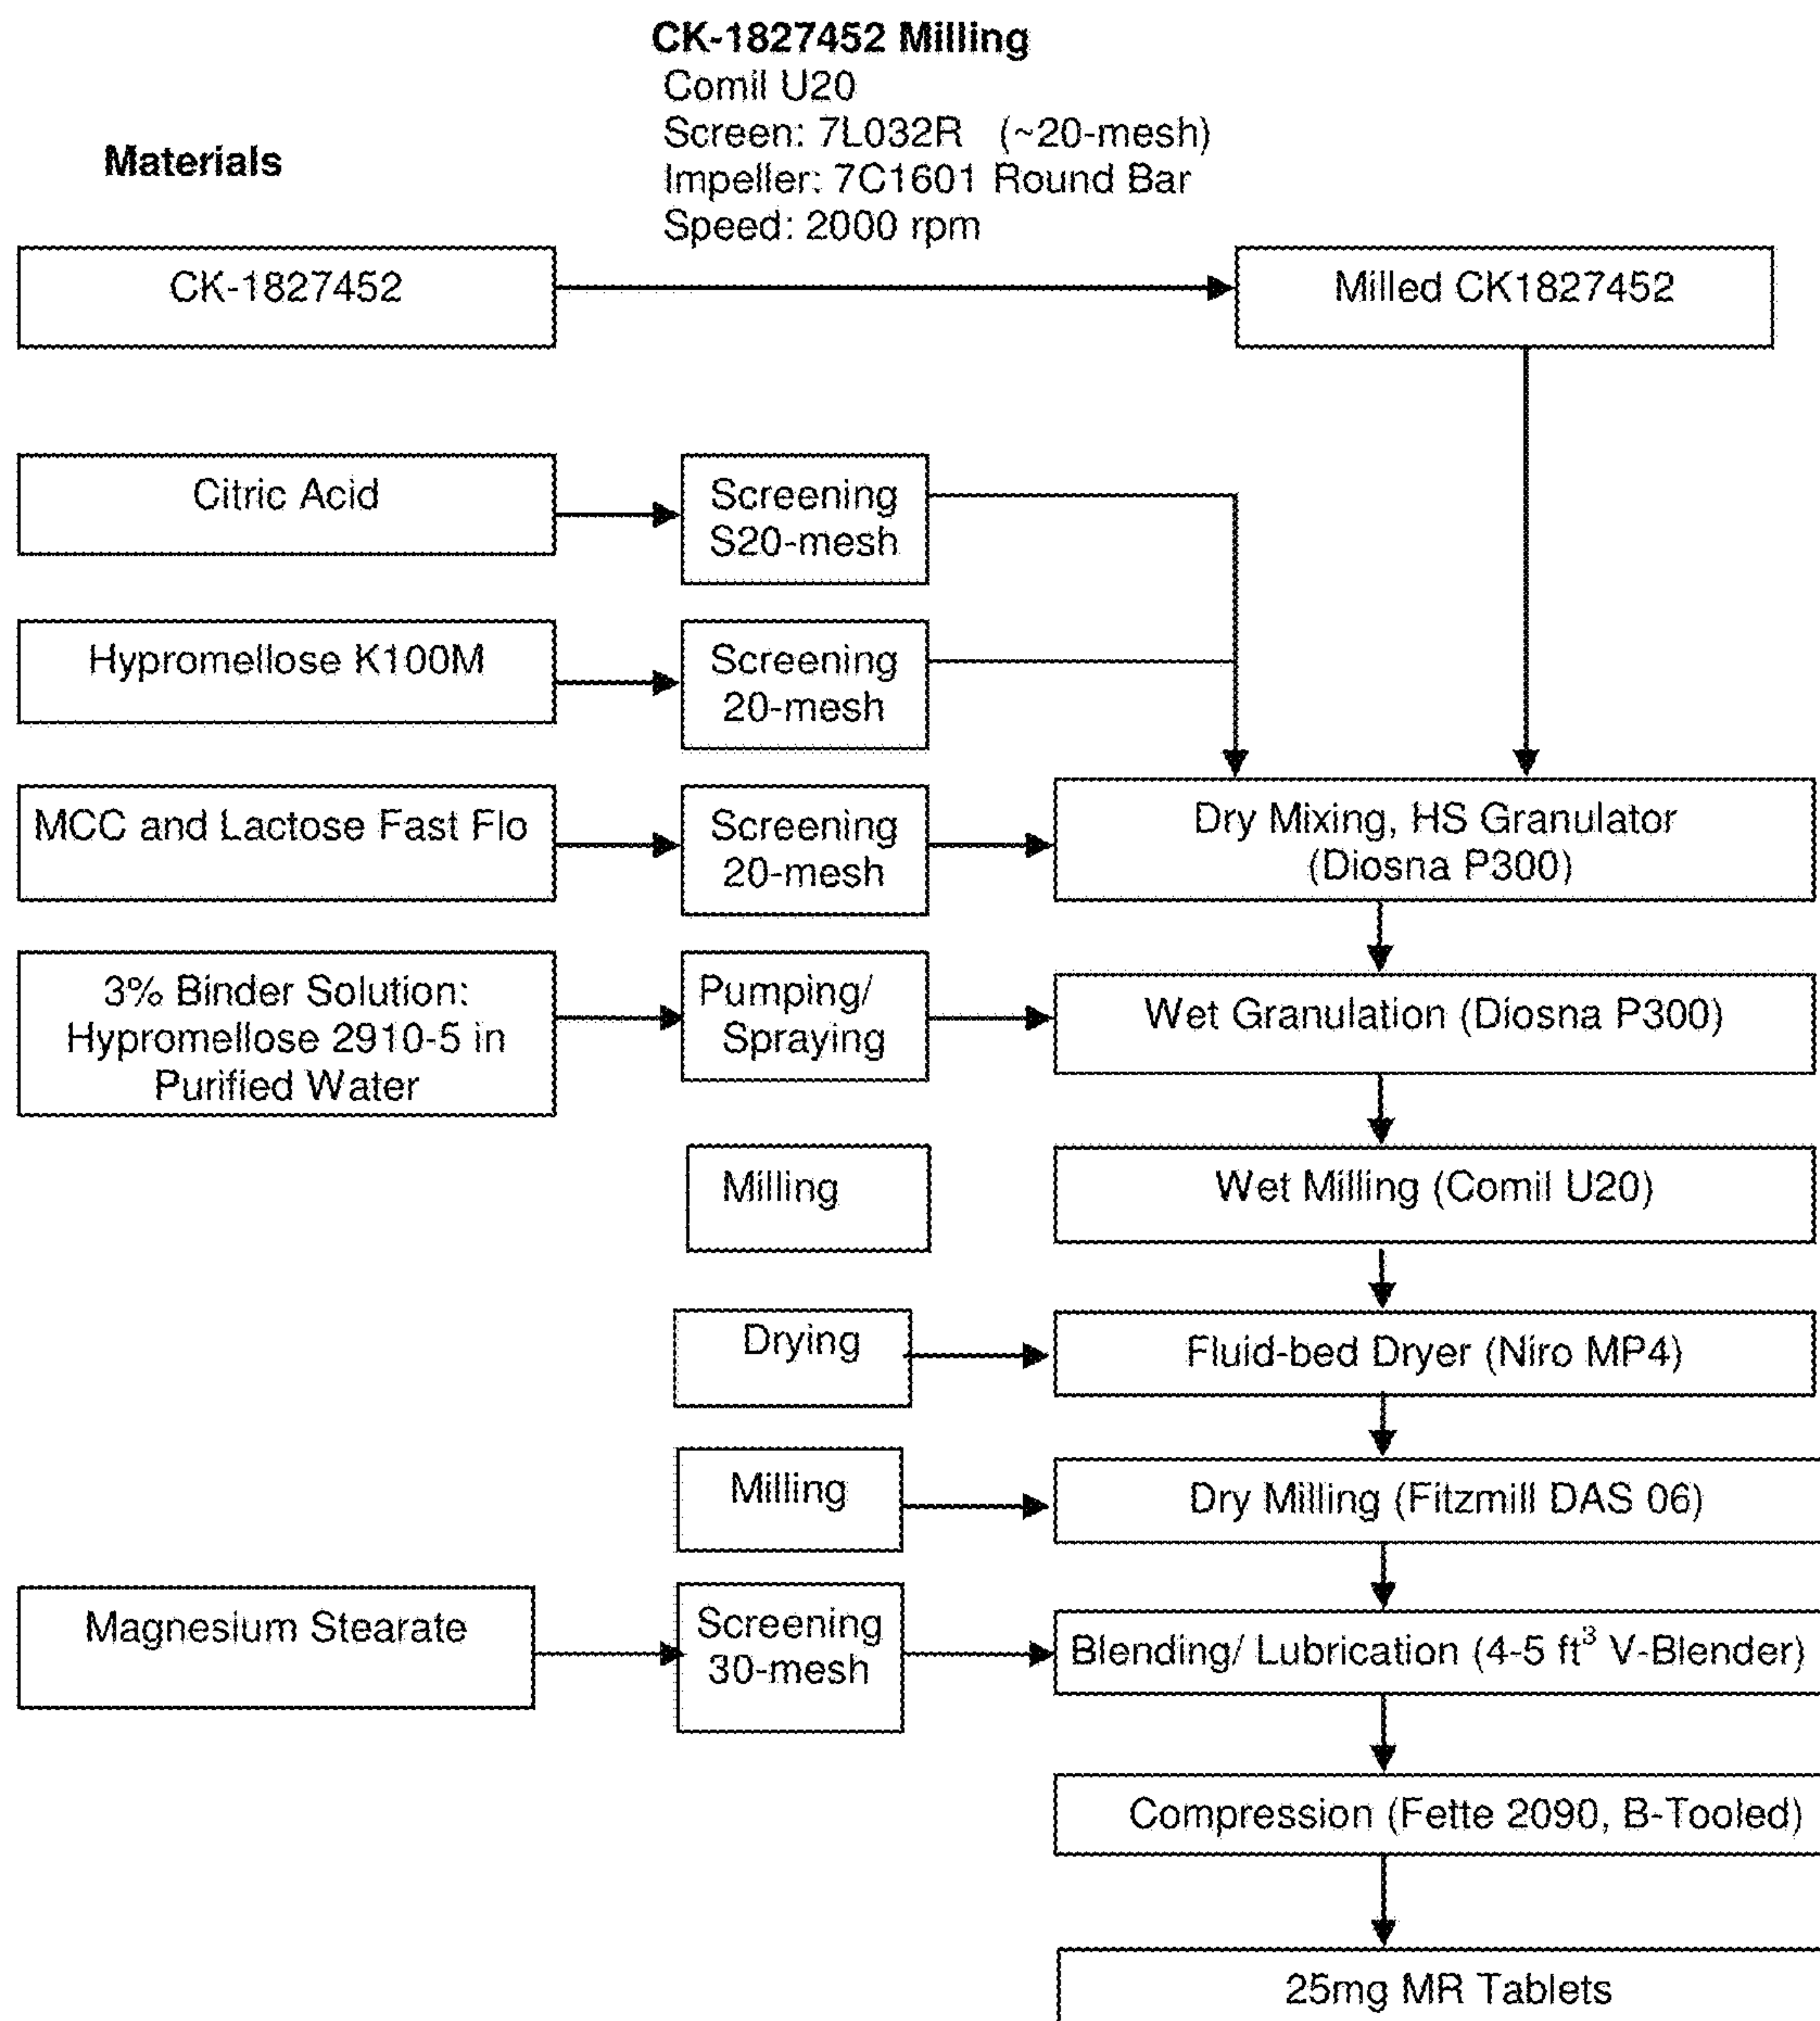 CK-1827452 Milling
Comil U20
Screen: 7L032R (~20-mesh)
Impeller: 7C1601 Round Bar
Speed: 2000 rpm
Materials
CK-1827452
Milled CK1827452
Citric Acid
Screening
S20-mesh
Hypromellose K100M
Screening
20-mesh
MCC and Lactose Fast Flo
Screening
20-mesh
Dry Mixing, HS Granulator
(Diosna P300)
3% Binder Solution:
Hypromellose 2910-5 in
Purified Water
Pumping/
Spraying
Wet Granulation (Diosna P300)
Milling
Wet Milling (Comil U20)
Drying
Fluid-bed Dryer (Niro MP4)
Milling
Dry Milling (Fitzmill DAS 06)
Magnesium Stearate
Screening
30-mesh
Blending/ Lubrication (4-5 ft³ V-Blender)
Compression (Fette 2090, B-Tooled)
25mg MR Tablets